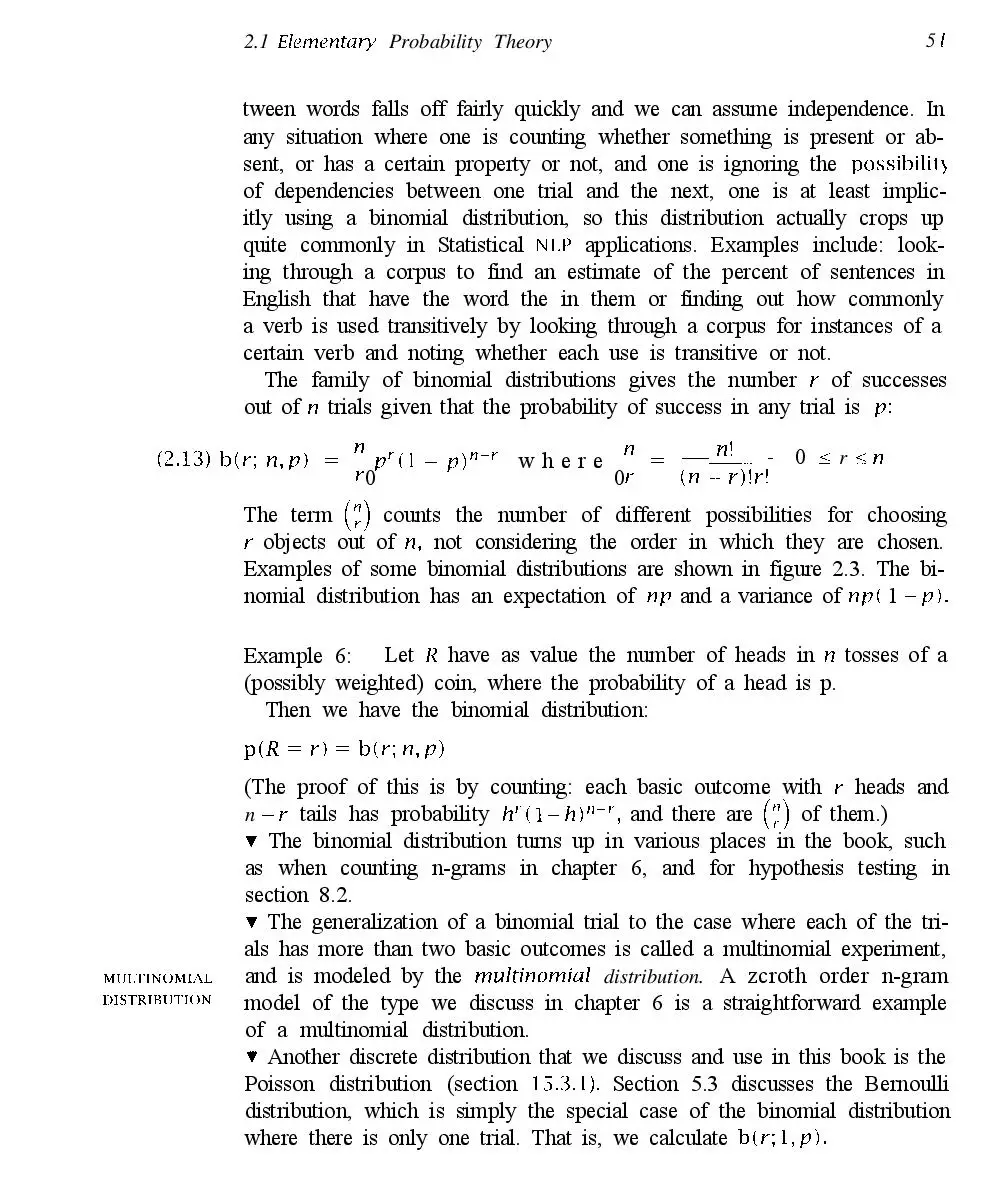 2.1 Elementary Probability Theory 51
tween words falls off fairly quickly and we can assume independence. In
any situation where one is counting whether something is present or ab-
sent, or has a certain property or not, and one is ignoring the possibility
of dependencies between one trial and the next, one is at least implic-
itly using a binomial distribution, so this distribution actually crops up
quite commonly in Statistical NLP applications. Examples include: look-
ing through a corpus to find an estimate of the percent of sentences in
English that have the word the in them or finding out how commonly
a verb is used transitively by looking through a corpus for instances of a
certain verb and noting whether each use is transitive or not.
The family of binomial distributions gives the number r of successes
out of n trials given that the probability of success in any trial is p:
(2.13) b(r; n,p) = n r0 p^r(1 − p)^{n−r} where n 0r = n!/((n − r)!r!) - 0 ≤ r ≤ n
The term (n r) counts the number of different possibilities for choosing
r objects out of n, not considering the order in which they are chosen.
Examples of some binomial distributions are shown in figure 2.3. The bi-
nomial distribution has an expectation of np and a variance of np(1 − p).
Example 6: Let R have as value the number of heads in n tosses of a
(possibly weighted) coin, where the probability of a head is p.
Then we have the binomial distribution:
p(R = r) = b(r; n,p)
(The proof of this is by counting: each basic outcome with r heads and
n − r tails has probability h^r(1−h)^{n−r}, and there are (n r) of them.)
▼ The binomial distribution turns up in various places in the book, such
as when counting n-grams in chapter 6, and for hypothesis testing in
section 8.2.
▼ The generalization of a binomial trial to the case where each of the tri-
als has more than two basic outcomes is called a multinomial experiment,
MULTINOMIAL and is modeled by the multinomial distribution. A zcroth order n-gram
DISTRIBUTION model of the type we discuss in chapter 6 is a straightforward example
of a multinomial distribution.
▼ Another discrete distribution that we discuss and use in this book is the
Poisson distribution (section 15.3.1). Section 5.3 discusses the Bernoulli
distribution, which is simply the special case of the binomial distribution
where there is only one trial. That is, we calculate b(r; 1,p).